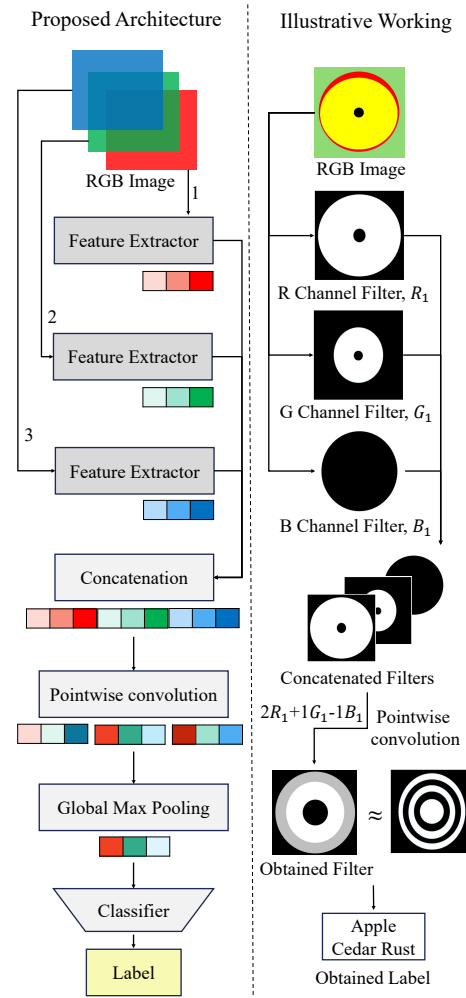 Proposed Architecture
RGB Image
1
Feature Extractor
2
Feature Extractor
3
Feature Extractor
Concatenation
Pointwise convolution
Global Max Pooling
Classifier
Label
Illustrative Working
RGB Image
R Channel Filter, R₁
G Channel Filter, G₁
B Channel Filter, B₁
Concatenated Filters
2R₁+1G₁-1B₁
Pointwise
convolution
≈
Obtained Filter
Apple
Cedar Rust
Obtained Label